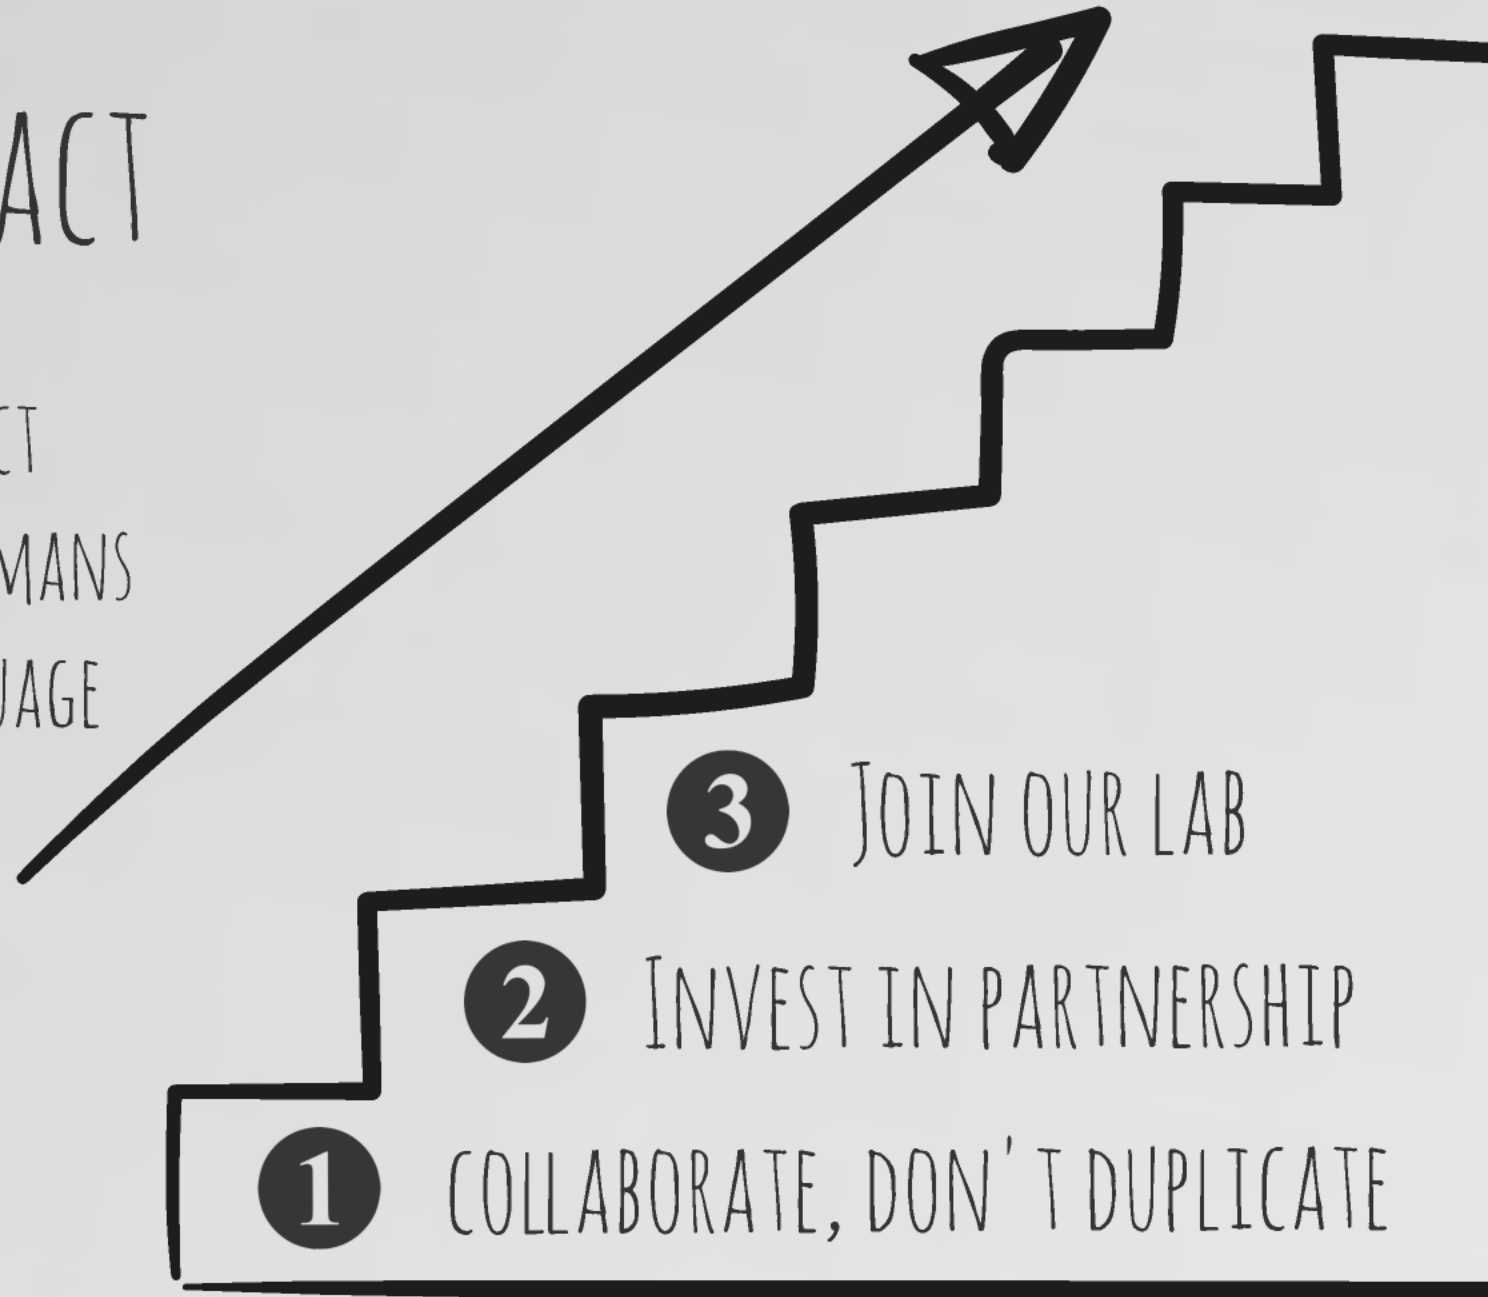 ACT
CT
MANS
UAGE
3 Join our lab
2 Invest in partnership
1 collaborate, don't duplicate